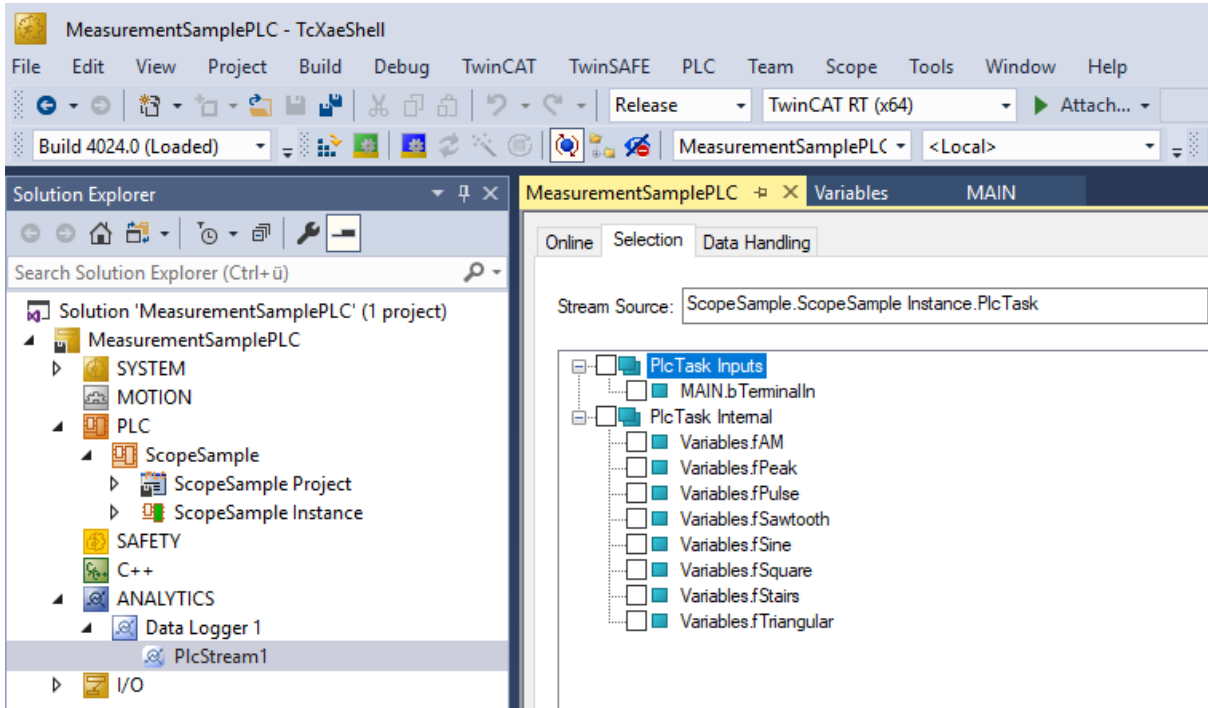 MeasurementSamplePLC - TcXaeShell
File Edit View Project Build Debug TwinCAT TwinSAFE PLC Team Scope Tools Window Help
Release TwinCAT RT (x64) Attach...
Build 4024.0 (Loaded) MeasurementSamplePLC <Local>
Solution Explorer
Search Solution Explorer (Ctrl+ü)
Solution 'MeasurementSamplePLC' (1 project)
MeasurementSamplePLC
SYSTEM
MOTION
PLC
ScopeSample
ScopeSample Project
ScopeSample Instance
SAFETY
C++
ANALYTICS
Data Logger 1
PlcStream1
I/O
MeasurementSamplePLC Variables MAIN
Online Selection Data Handling
Stream Source: ScopeSample.ScopeSample Instance.PlcTask
PlcTask Inputs
MAIN.bTerminalIn
PlcTask Internal
Variables.fAM
Variables.fPeak
Variables.fPulse
Variables.fSawtooth
Variables.fSine
Variables.fSquare
Variables.fStairs
Variables.fTriangular